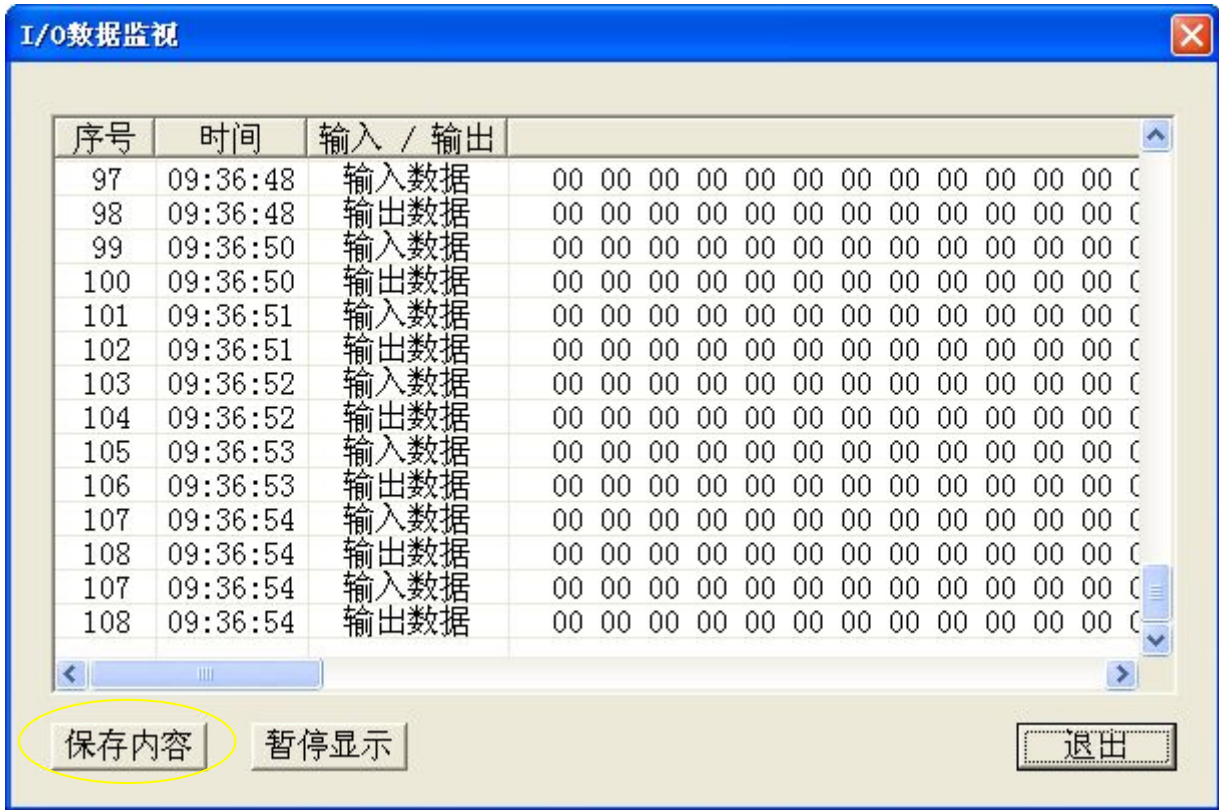 I/O数据监视
序号 时间 输入 / 输出
97 09:36:48 输入数据 00 00 00 00 00 00 00 00 00 00 00 00
98 09:36:48 输出数据 00 00 00 00 00 00 00 00 00 00 00 00
99 09:36:50 输入数据 00 00 00 00 00 00 00 00 00 00 00 00
100 09:36:50 输出数据 00 00 00 00 00 00 00 00 00 00 00 00
101 09:36:51 输入数据 00 00 00 00 00 00 00 00 00 00 00 00
102 09:36:51 输出数据 00 00 00 00 00 00 00 00 00 00 00 00
103 09:36:52 输入数据 00 00 00 00 00 00 00 00 00 00 00 00
104 09:36:52 输出数据 00 00 00 00 00 00 00 00 00 00 00 00
105 09:36:53 输入数据 00 00 00 00 00 00 00 00 00 00 00 00
106 09:36:53 输出数据 00 00 00 00 00 00 00 00 00 00 00 00
107 09:36:54 输入数据 00 00 00 00 00 00 00 00 00 00 00 00
108 09:36:54 输出数据 00 00 00 00 00 00 00 00 00 00 00 00
107 09:36:54 输入数据 00 00 00 00 00 00 00 00 00 00 00 00
108 09:36:54 输出数据 00 00 00 00 00 00 00 00 00 00 00 00
保存内容 暂停显示 退出